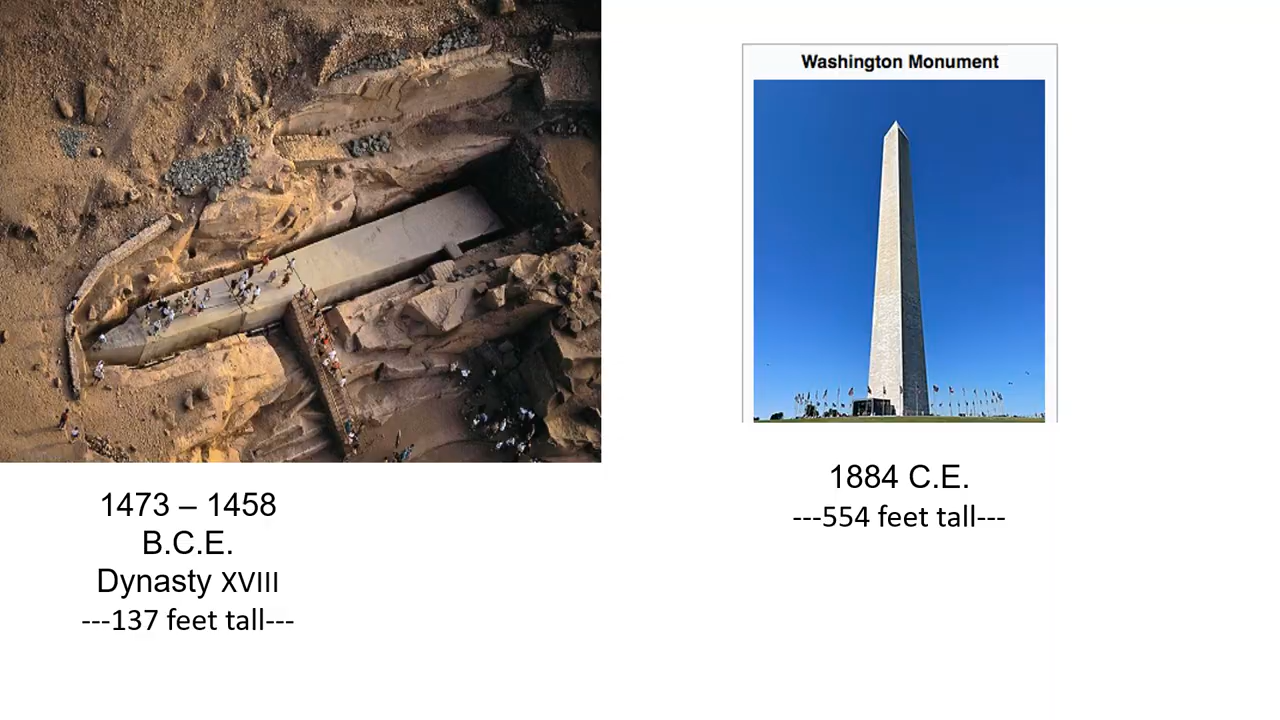 Washington Monument
1473 – 1458
B.C.E.
Dynasty XVIII
---137 feet tall---
1884 C.E.
---554 feet tall---